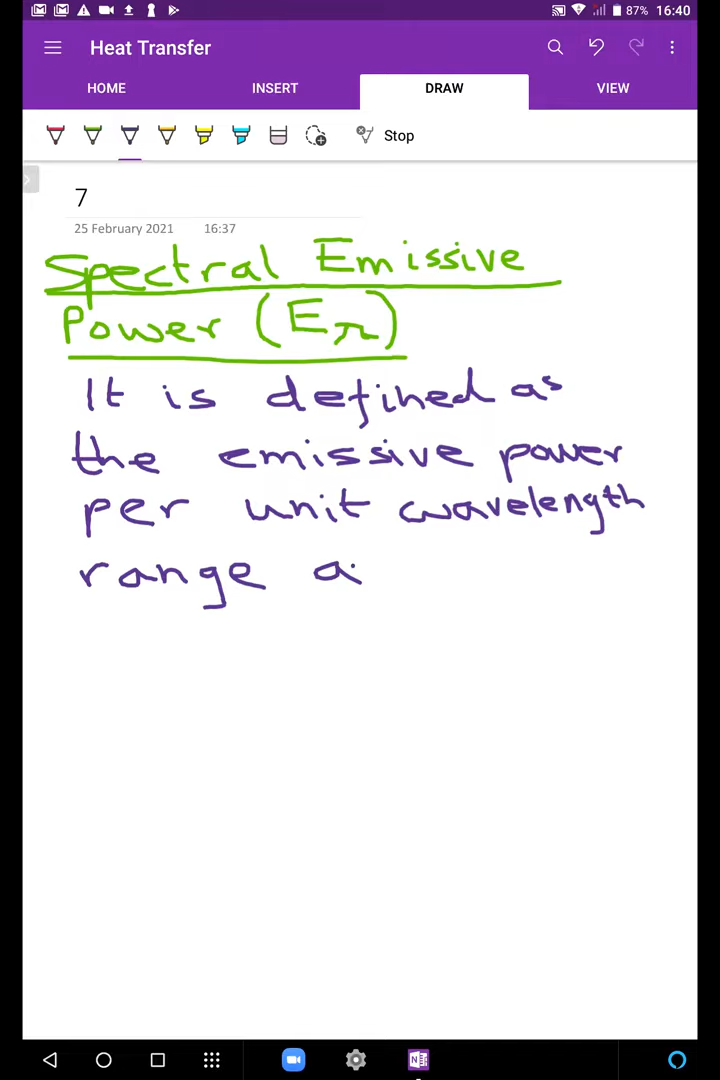 87% 16:40
Heat Transfer
HOME INSERT DRAW VIEW
Stop
7
25 February 2021 16:37
Spectral Emissive
Power (Eλ)
It is defined as
the emissive power
per unit wavelength
range a